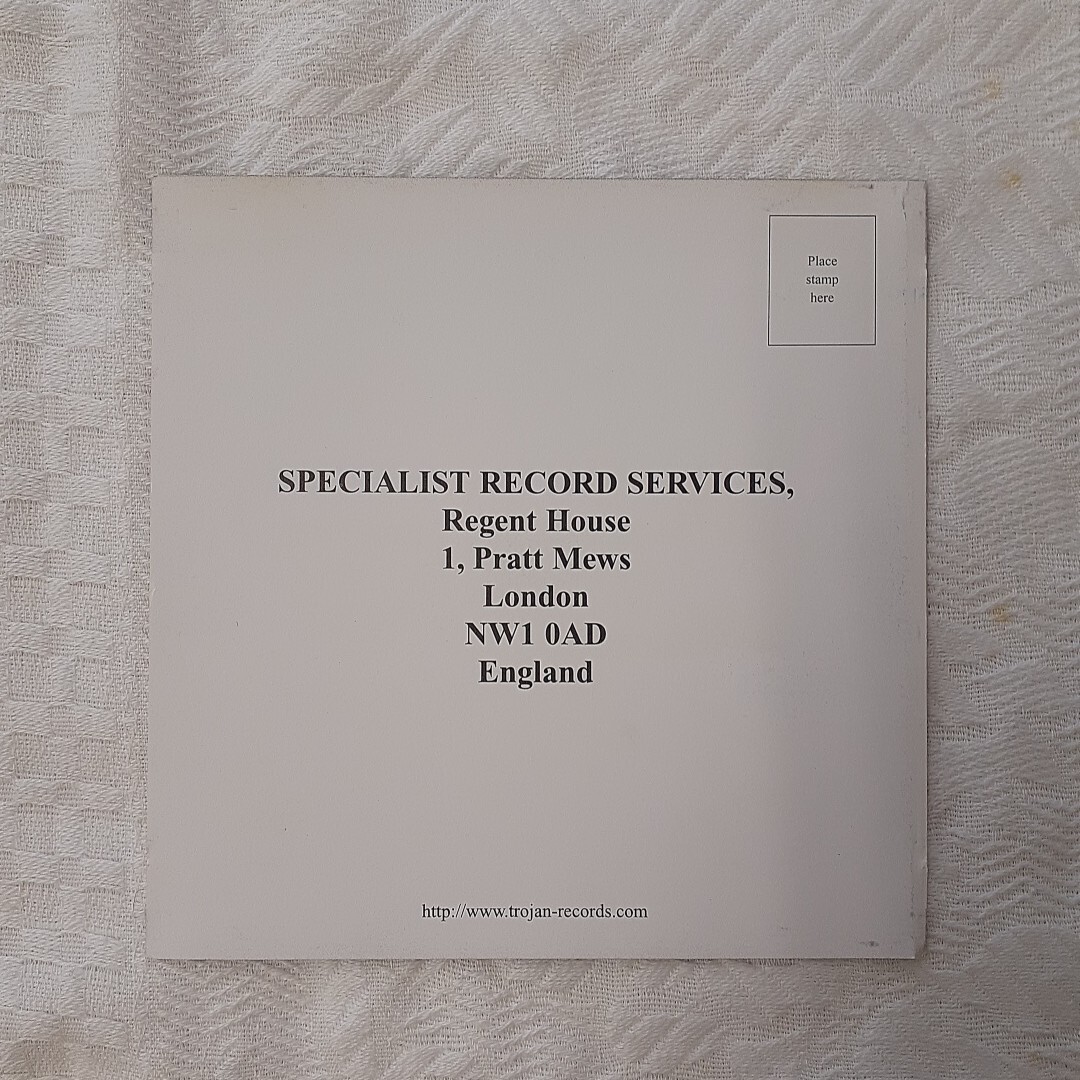 Place
stamp
here
SPECIALIST RECORD SERVICES,
Regent House
1, Pratt Mews
London
NW1 0AD
England
http://www.trojan-records.com